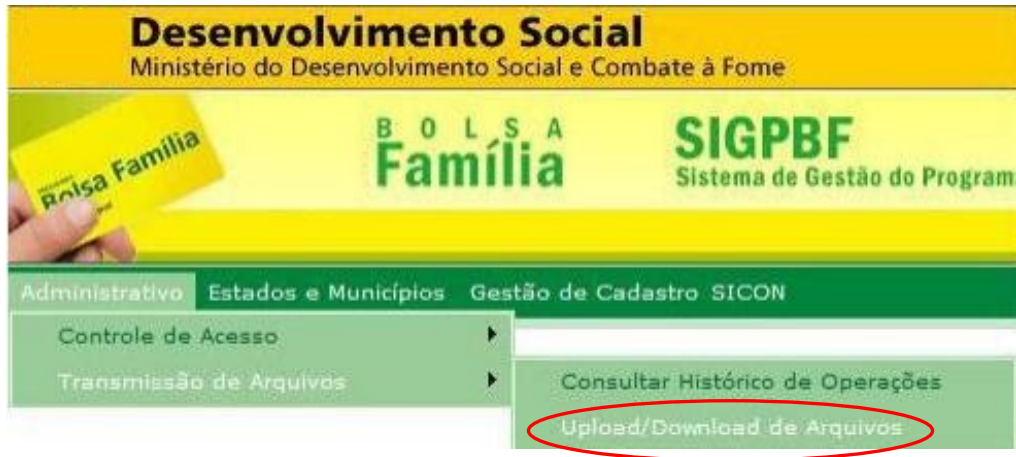 Desenvolvimento Social
Ministério do Desenvolvimento Social e Combate à Fome
Bolsa Família
BOLSA
Família
SIGPBF
Sistema de Gestão do Program
Administrativo Estados e Municípios Gestão de Cadastro SICON
Controle de Acesso
Transmissão de Arquivos
Consultar Histórico de Operações
Upload/Download de Arquivos